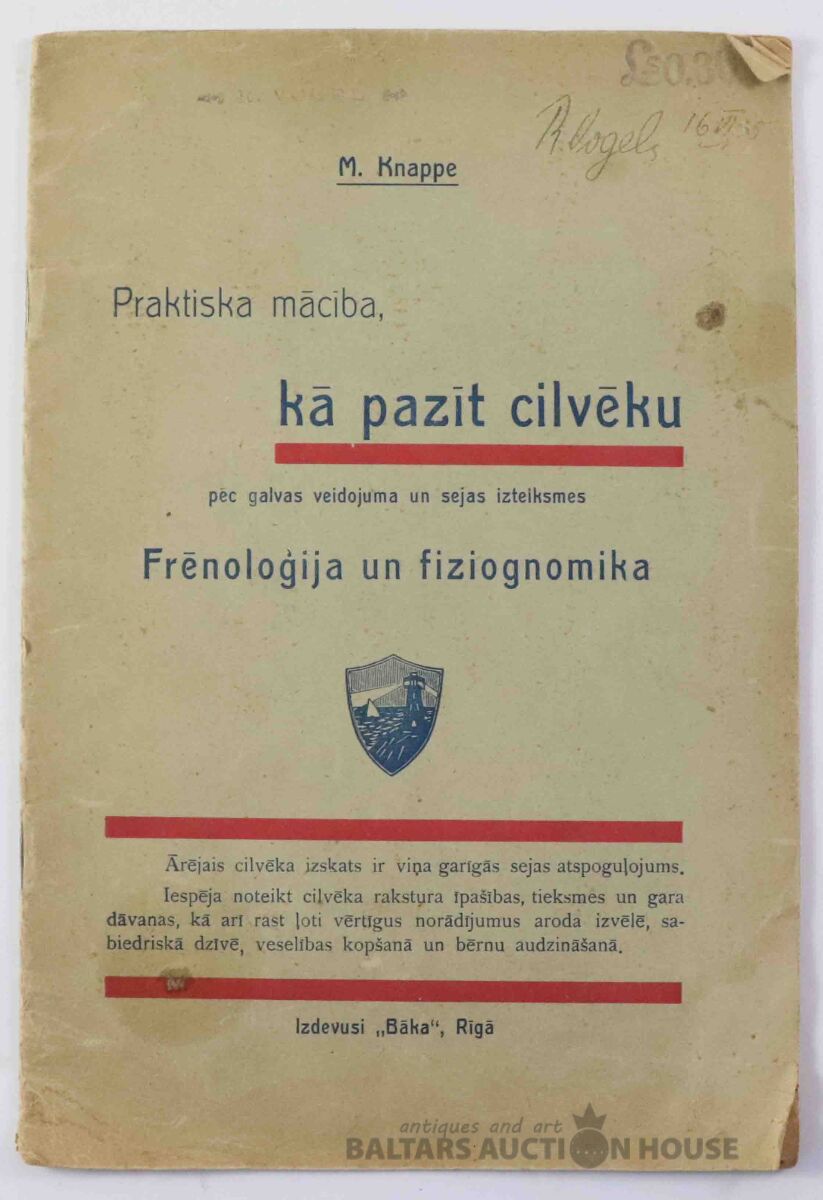 Ls 0.30
16 VI 35
M. Knappe
Praktiska mācība,
kā pazīt cilvēku
pēc galvas veidojuma un sejas izteiksmes
Frēnoloģija un fiziognomika
Ārējais cilvēka izskats ir viņa garīgās sejas atspoguļojums.
Iespēja noteikt cilvēka rakstura īpašības, tieksmes un gara
dāvanas, kā arī rast ļoti vērtīgus norādījumus aroda izvēlē, sa-
biedriskā dzīvē, veselības kopšanā un bērnu audzināšanā.
Izdevusi „Bāka“, Rīgā
antiques and art
BALTARS AUCTION HOUSE